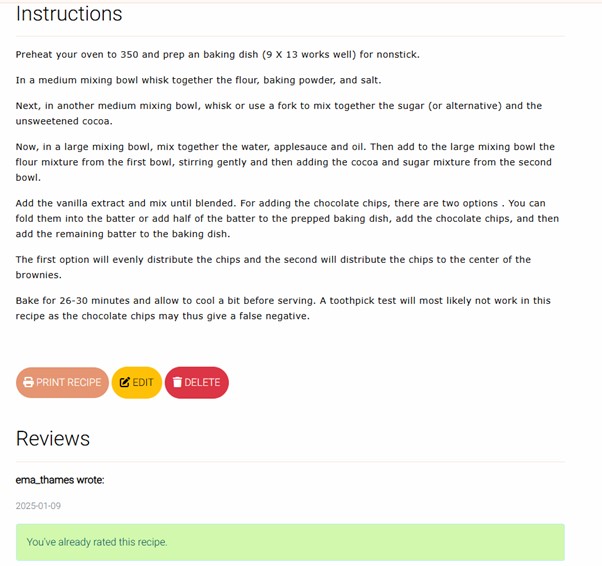 Instructions
Preheat your oven to 350 and prep an baking dish (9 X 13 works well) for nonstick.
In a medium mixing bowl whisk together the flour, baking powder, and salt.
Next, in another medium mixing bowl, whisk or use a fork to mix together the sugar (or alternative) and the
unsweetened cocoa.
Now, in a large mixing bowl, mix together the water, applesauce and oil. Then add to the large mixing bowl the
flour mixture from the first bowl, stirring gently and then adding the cocoa and sugar mixture from the second
bowl.
Add the vanilla extract and mix until blended. For adding the chocolate chips, there are two options . You can
fold them into the batter or add half of the batter to the prepped baking dish, add the chocolate chips, and then
add the remaining batter to the baking dish.
The first option will evenly distribute the chips and the second will distribute the chips to the center of the
brownies.
Bake for 26-30 minutes and allow to cool a bit before serving. A toothpick test will most likely not work in this
recipe as the chocolate chips may thus give a false negative.
PRINT RECIPE EDIT DELETE
Reviews
ema_thames wrote:
2025-01-09
You've already rated this recipe.